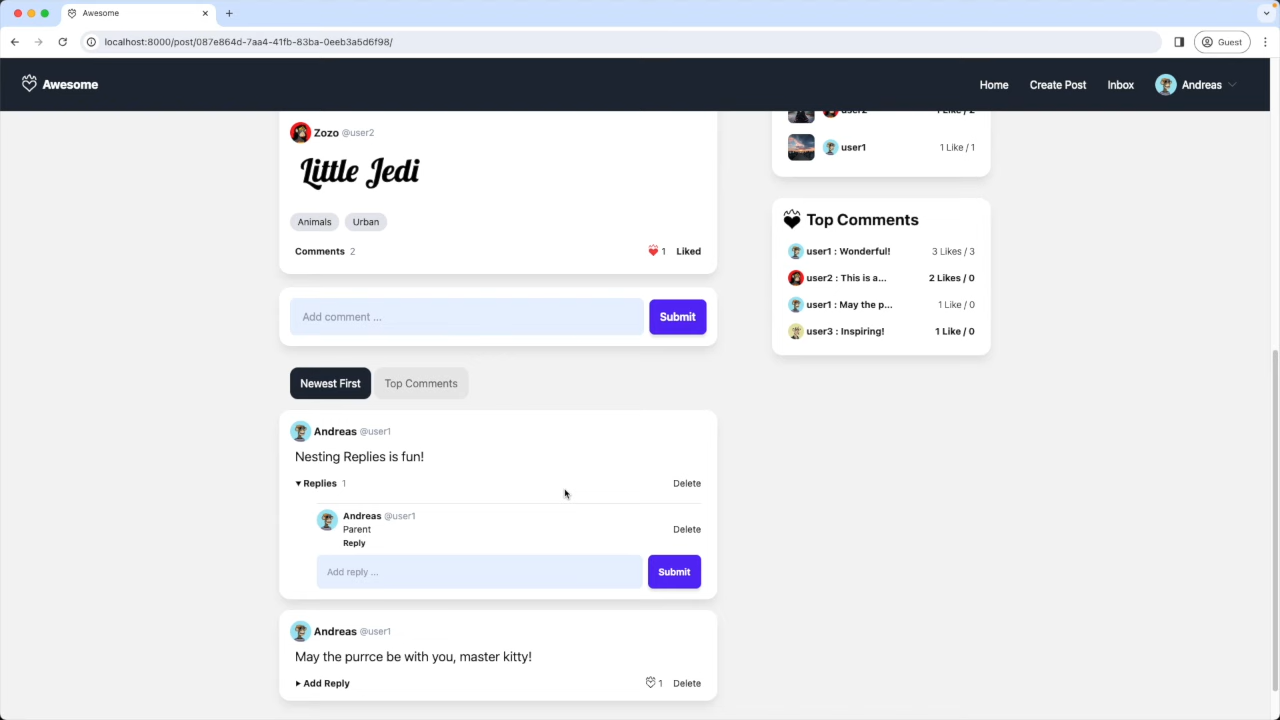 Awesome
localhost:8000/post/087e864d-7aa4-41fb-83ba-0eeb3a5d6f98/
Guest
Awesome
Home Create Post Inbox Andreas
Zozo @user2
Little Jedi
Animals Urban
Comments 2
1 Liked
Add comment ...
Submit
Newest First
Top Comments
Andreas @user1
Nesting Replies is fun!
Replies 1
Delete
Andreas @user1
Parent
Reply
Delete
Add reply ...
Submit
Andreas @user1
May the purrce be with you, master kitty!
Add Reply
1 Delete
user2 1 Like / 2
user1 1 Like / 1
Top Comments
user1 : Wonderful! 3 Likes / 3
user2 : This is a... 2 Likes / 0
user1 : May the p... 1 Like / 0
user3 : Inspiring! 1 Like / 0